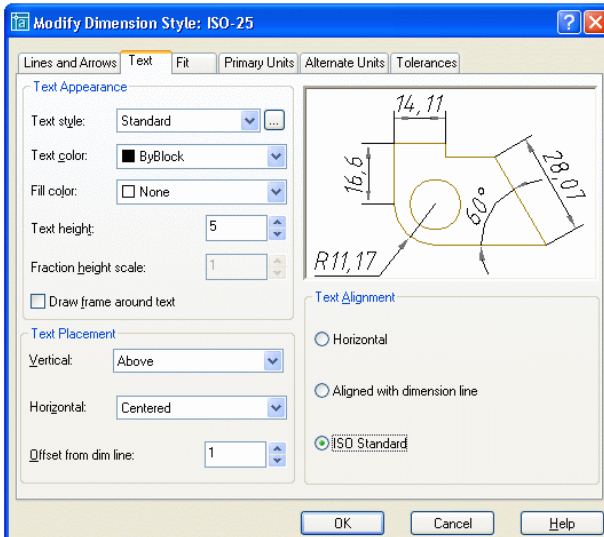 Modify Dimension Style: ISO-25
Lines and Arrows Text Fit Primary Units Alternate Units Tolerances
Text Appearance
Text style: Standard ...
Text color: ByBlock
Fill color: None
Text height: 5
Fraction height scale: 1
Draw frame around text
Text Placement
Vertical: Above
Horizontal: Centered
Offset from dim line: 1
14,11
16,6
28,07
60°
R11,17
Text Alignment
Horizontal
Aligned with dimension line
ISO Standard
OK Cancel Help